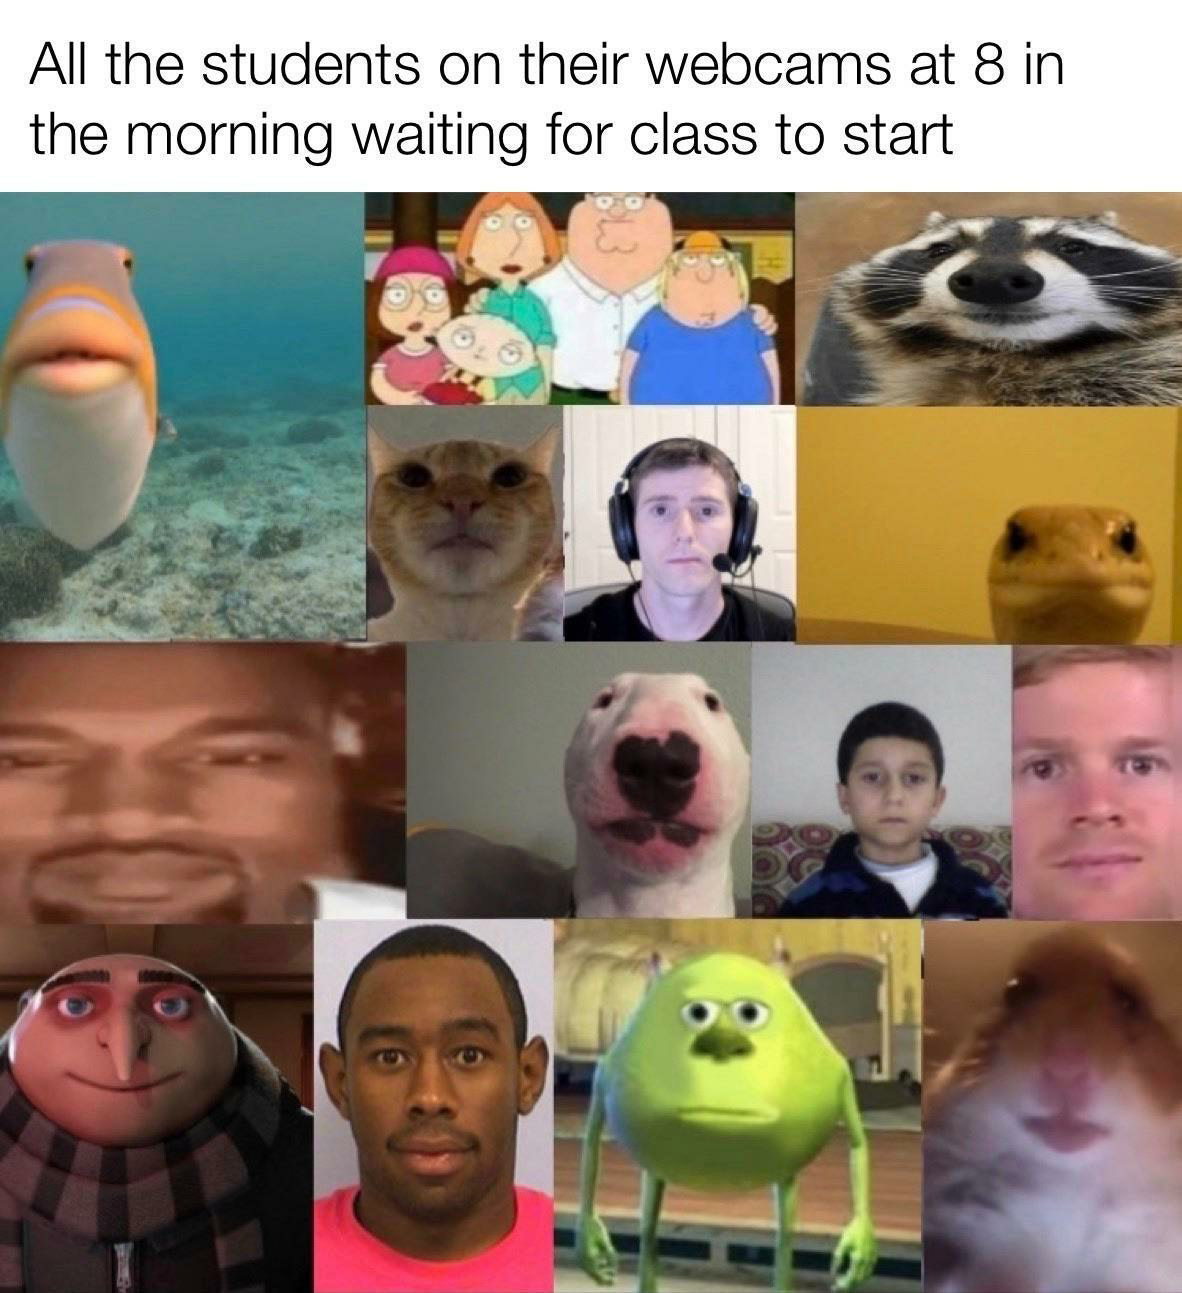 All the students on their webcams at 8 in
the morning waiting for class to start